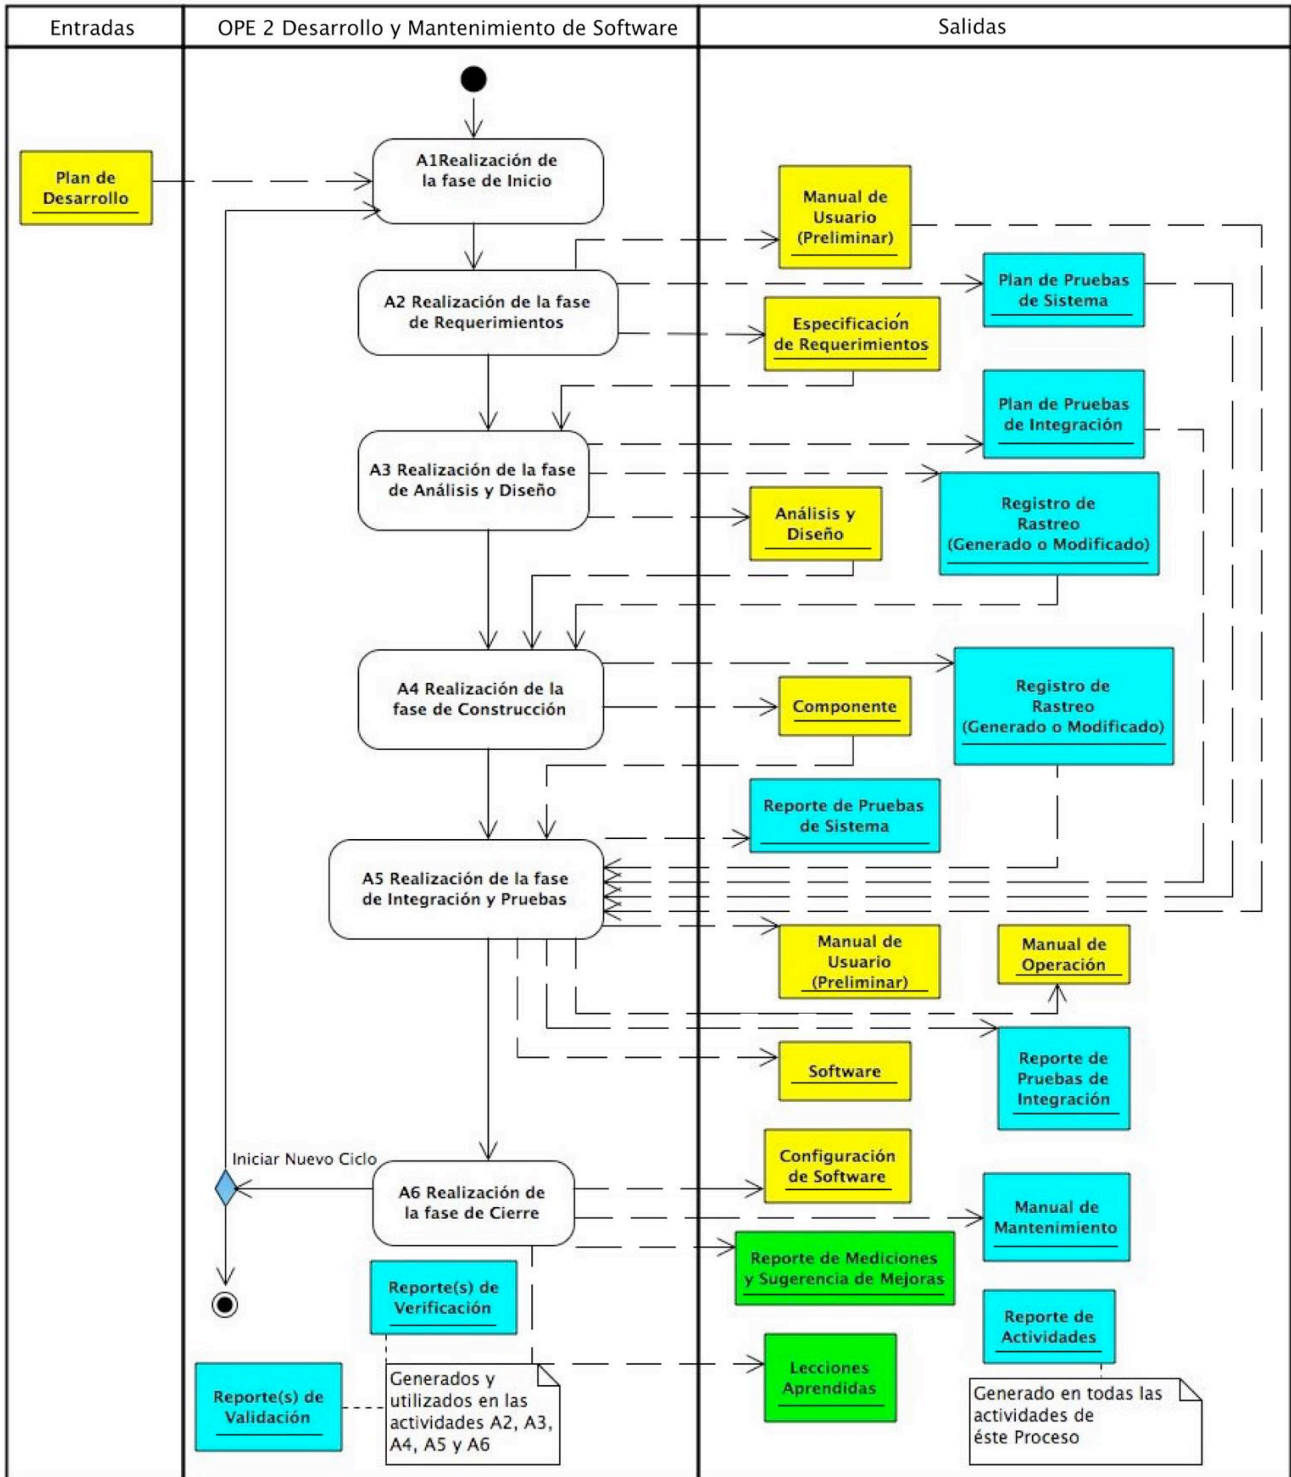 Entradas
OPE 2 Desarrollo y Mantenimiento de Software
Salidas
Plan de
Desarrollo
A1Realización de
la fase de Inicio
Manual de
Usuario
(Preliminar)
A2 Realización de la fase
de Requerimientos
Plan de Pruebas
de Sistema
Especificación
de Requerimientos
Plan de Pruebas
de Integración
A3 Realización de la fase
de Análisis y Diseño
Análisis y
Diseño
Registro de
Rastreo
(Generado o Modificado)
A4 Realización de la
fase de Construcción
Componente
Registro de
Rastreo
(Generado o Modificado)
Reporte de Pruebas
de Sistema
A5 Realización de la fase
de Integración y Pruebas
Manual de
Usuario
(Preliminar)
Manual de
Operación
Software
Reporte de
Pruebas de
Integración
Iniciar Nuevo Ciclo
A6 Realización de
la fase de Cierre
Configuración
de Software
Manual de
Mantenimiento
Reporte de Mediciones
y Sugerencia de Mejoras
Reporte(s) de
Verificación
Reporte de
Actividades
Reporte(s) de
Validación
Generados y
utilizados en las
actividades A2, A3,
A4, A5 y A6
Lecciones
Aprendidas
Generado en todas las
actividades de
éste Proceso